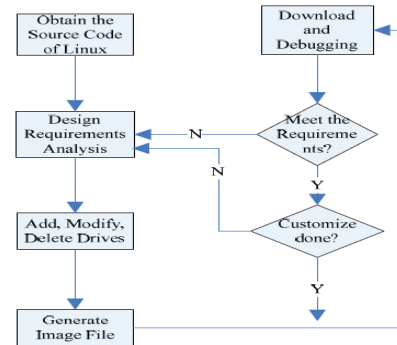 Obtain the
Source Code
of Linux
Design
Requirements
Analysis
Add, Modify,
Delete Drives
Generate
Image File
Download
and
Debugging
Meet the
Requireme
nts?
N
Y
Customize
done?
N
Y